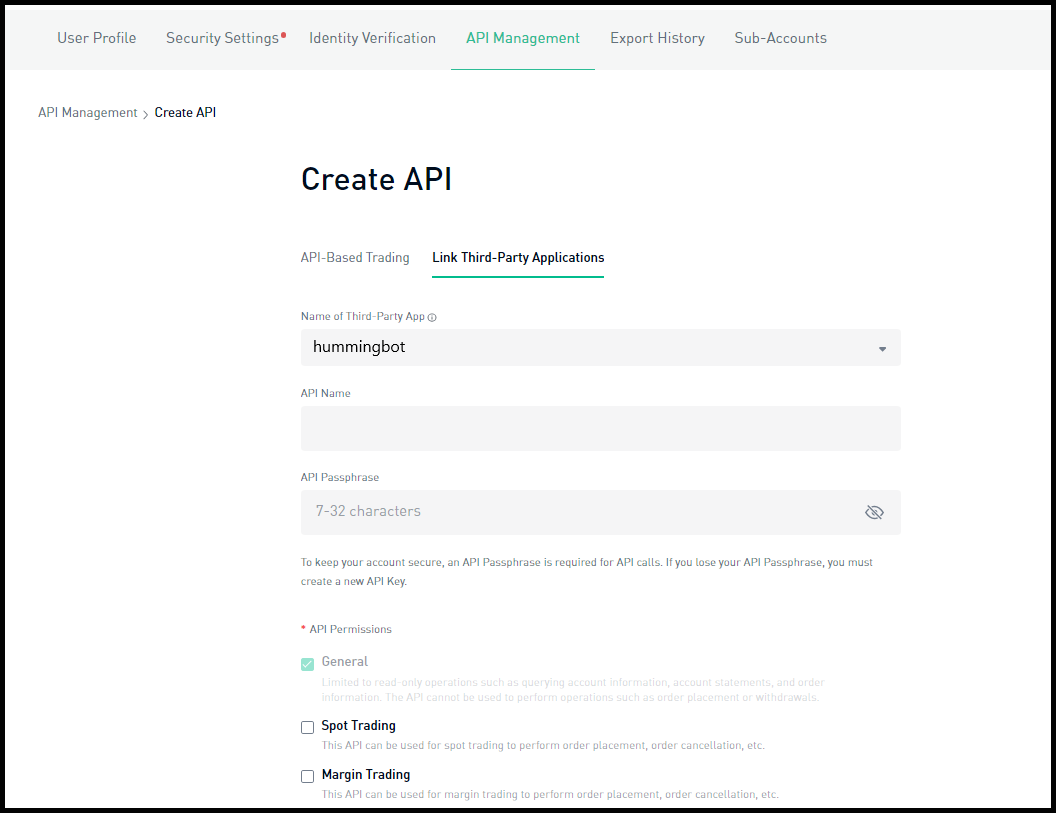 User Profile Security Settings Identity Verification API Management Export History Sub-Accounts
API Management > Create API
Create API
API-Based Trading Link Third-Party Applications
Name of Third-Party App
hummingbot
API Name
API Passphrase
7-32 characters
To keep your account secure, an API Passphrase is required for API calls. If you lose your API Passphrase, you must
create a new API Key.
* API Permissions
General
Limited to read-only operations such as querying account information, account statements, and order
information. The API cannot be used to perform operations such as order placement or withdrawals.
Spot Trading
This API can be used for spot trading to perform order placement, order cancellation, etc.
Margin Trading
This API can be used for margin trading to perform order placement, order cancellation, etc.